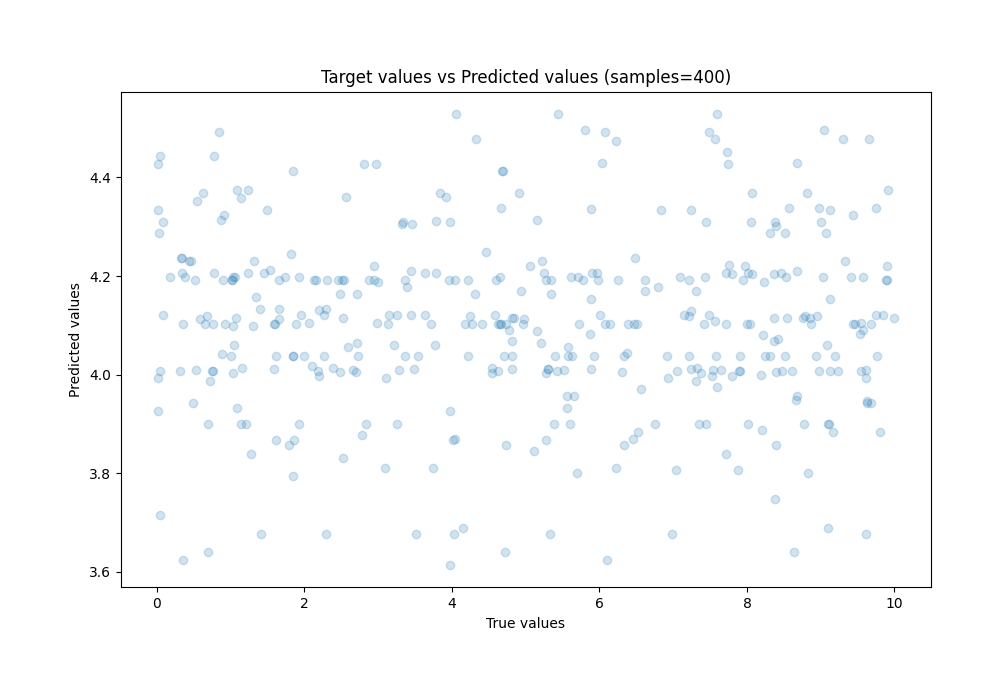 Target values vs Predicted values (samples=400)
Predicted values
4.4
4.2
4.0
3.8
3.6
0 2 4 6 8 10
True values